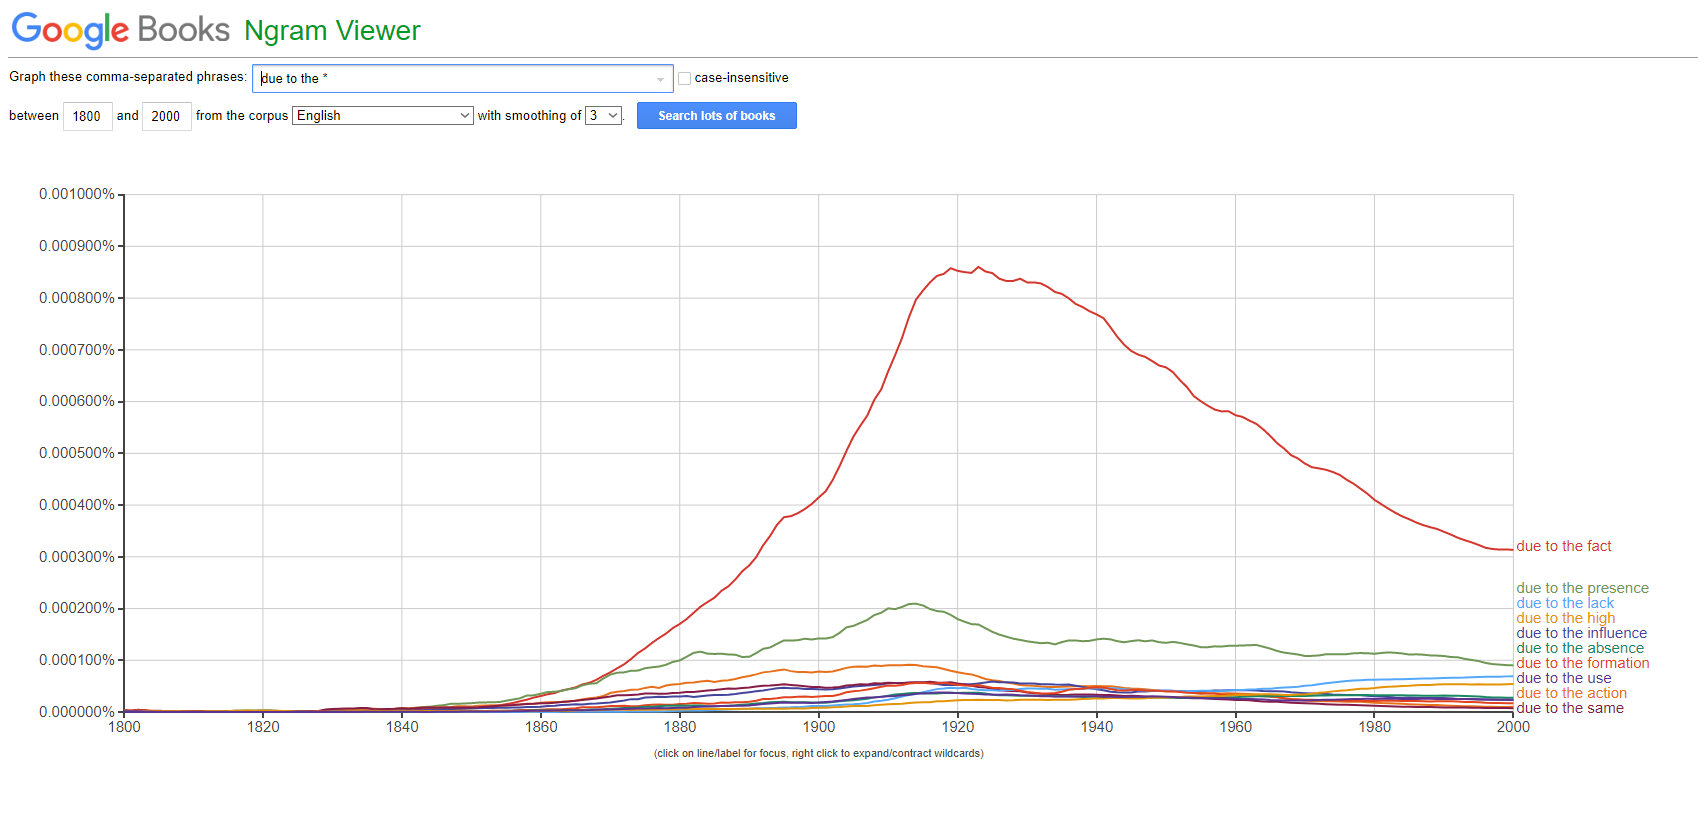 Google Books Ngram Viewer
Graph these comma-separated phrases: due to the * case-insensitive
between 1800 and 2000 from the corpus English with smoothing of 3 . Search lots of books
0.001000%
0.000900%
0.000800%
0.000700%
0.000600%
0.000500%
0.000400%
0.000300%
0.000200%
0.000100%
0.000000%
due to the fact
due to the presence
due to the lack
due to the high
due to the influence
due to the absence
due to the formation
due to the use
due to the action
due to the same
1800 1820 1840 1860 1880 1900 1920 1940 1960 1980 2000
(click on line/label for focus, right click to expand/contract wildcards)